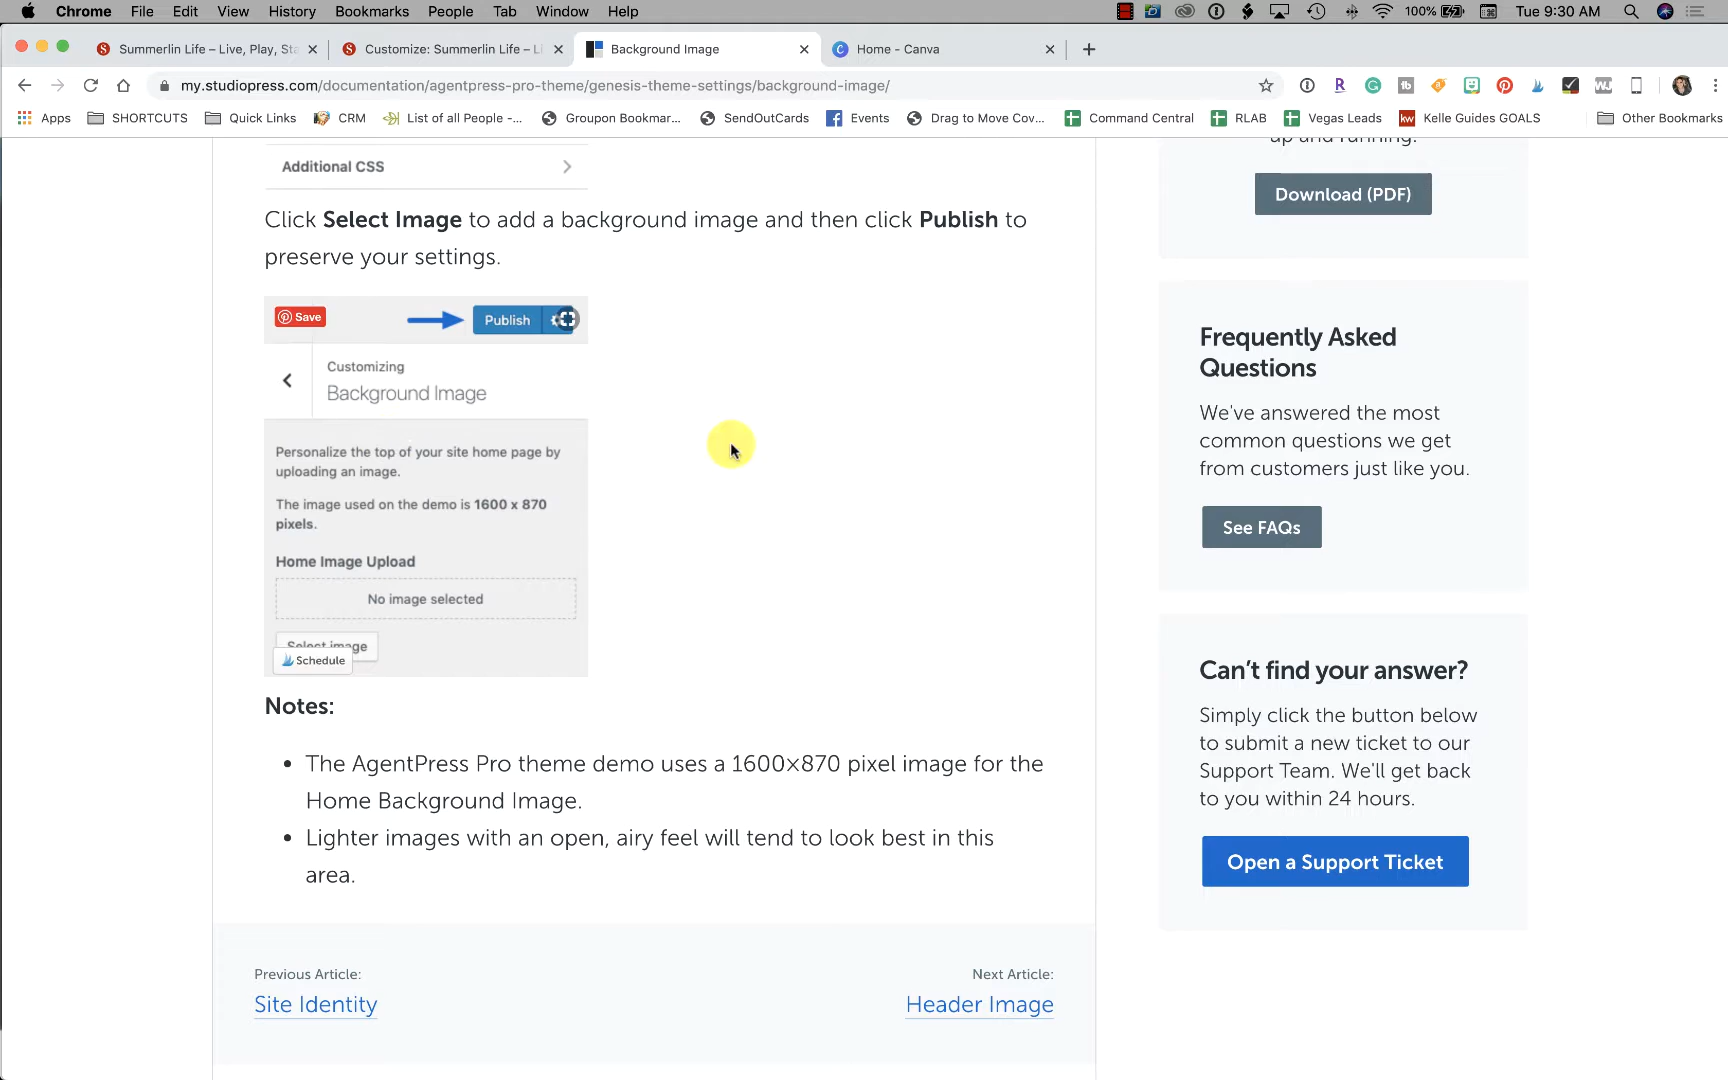 Chrome File Edit View History Bookmarks People Tab Window Help 100% Tue 9:30 AM
Summerlin Life – Live, Play, Sta
Customize: Summerlin Life – Li
Background Image
Home - Canva
my.studiopress.com/documentation/agentpress-pro-theme/genesis-theme-settings/background-image/
Apps SHORTCUTS Quick Links CRM List of all People -... Groupon Bookmar... SendOutCards Events Drag to Move Cov... Command Central RLAB Vegas Leads Kelle Guides GOALS Other Bookmarks
Additional CSS
Click Select Image to add a background image and then click Publish to
preserve your settings.
Save
Publish
Customizing
Background Image
Personalize the top of your site home page by
uploading an image.
The image used on the demo is 1600 x 870
pixels.
Home Image Upload
No image selected
Select image
Schedule
Notes:
• The AgentPress Pro theme demo uses a 1600×870 pixel image for the
Home Background Image.
• Lighter images with an open, airy feel will tend to look best in this
area.
Previous Article:
Site Identity
Next Article:
Header Image
up and running.
Download (PDF)
Frequently Asked
Questions
We've answered the most
common questions we get
from customers just like you.
See FAQs
Can’t find your answer?
Simply click the button below
to submit a new ticket to our
Support Team. We'll get back
to you within 24 hours.
Open a Support Ticket